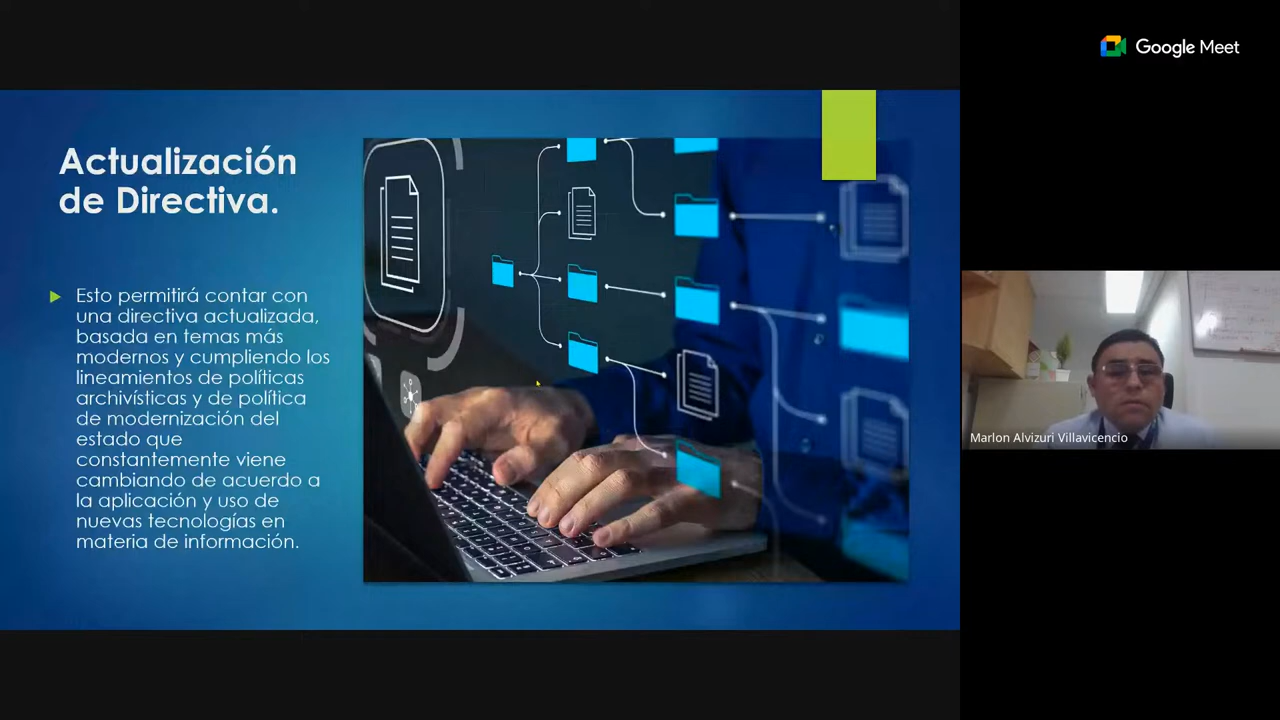 Google Meet
Actualización
de Directiva.
Esto permitirá contar con
una directiva actualizada,
basada en temas más
modernos y cumpliendo los
lineamientos de políticas
archivísticas y de política
de modernización del
estado que
constantemente viene
cambiando de acuerdo a
la aplicación y uso de
nuevas tecnologías en
materia de información.
Marlon Alvizuri Villavicencio